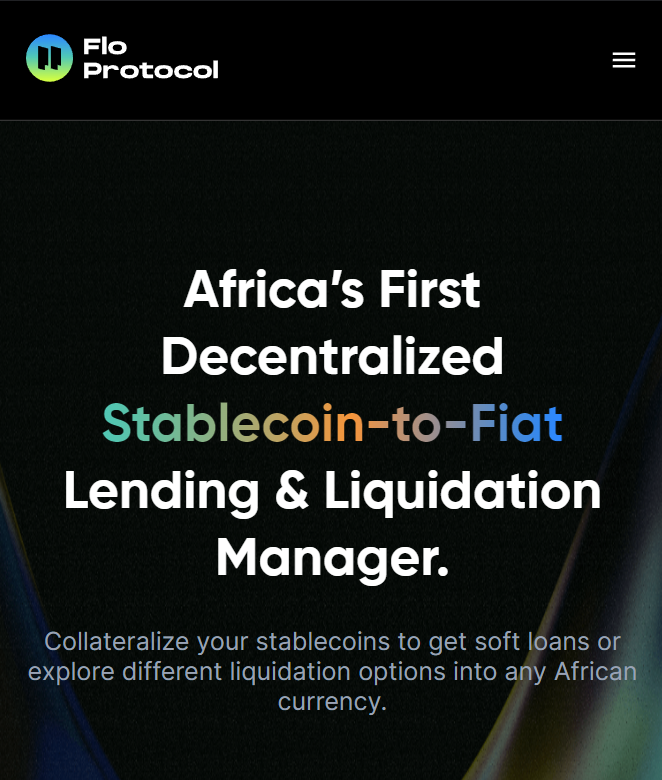 Flo
Protocol
Africa’s First
Decentralized
Stablecoin-to-Fiat
Lending & Liquidation
Manager.
Collateralize your stablecoins to get soft loans or
explore different liquidation options into any African
currency.